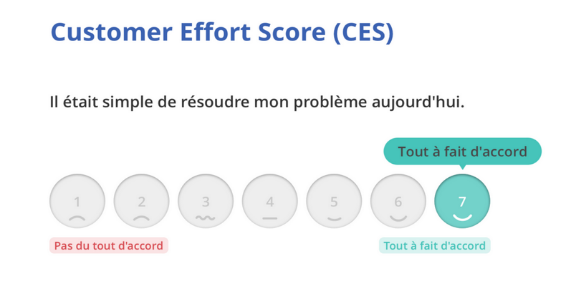 Customer Effort Score (CES)
Il était simple de résoudre mon problème aujourd'hui.
Tout à fait d'accord
1 2 3 4 5 6 7
Pas du tout d'accord Tout à fait d'accord